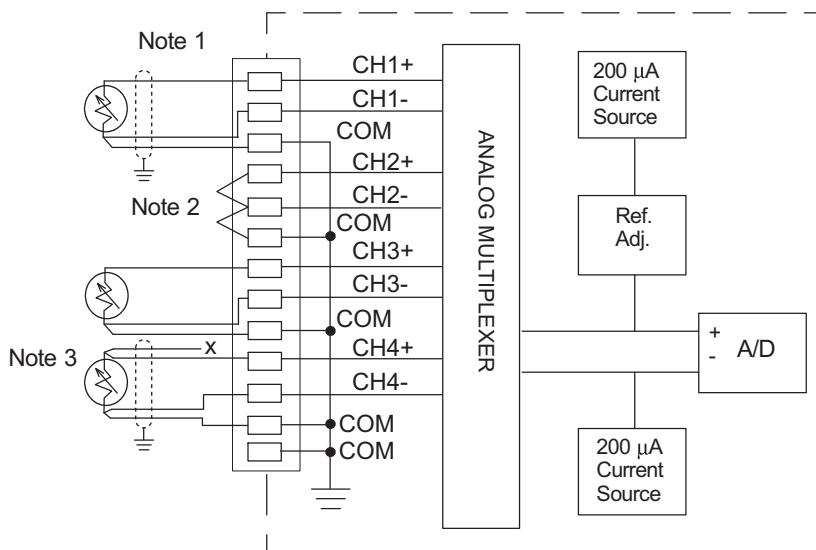 Note 1
CH1+
CH1-
COM
CH2+
CH2-
Note 2
COM
CH3+
CH3-
COM
Note 3
x
CH4+
CH4-
COM
COM
ANALOG MULTIPLEXER
200 µA
Current
Source
Ref.
Adj.
+
-
A/D
200 µA
Current
Source